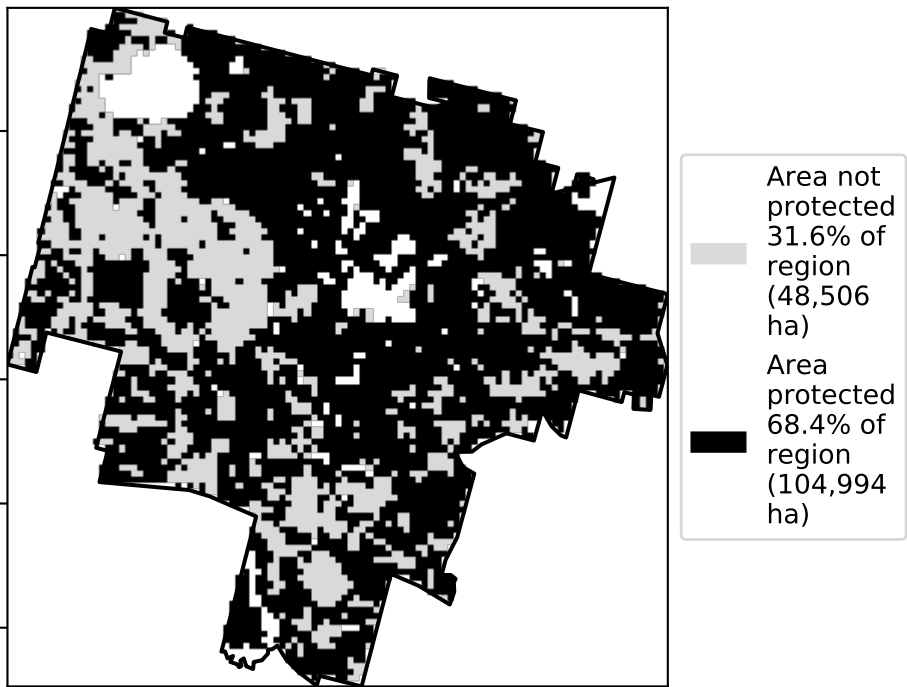 Area not
protected
31.6% of
region
(48,506
ha)
Area
protected
68.4% of
region
(104,994
ha)